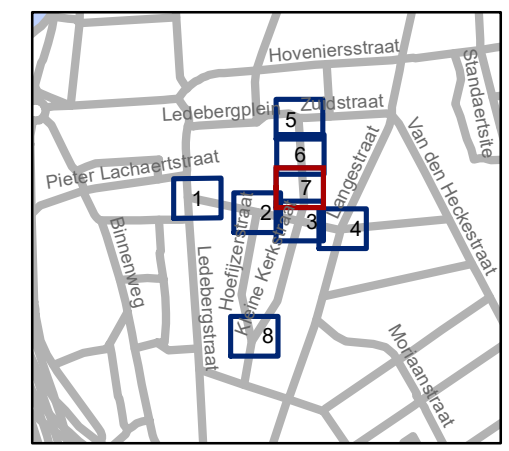 Hoveniersstraat
Standaertsite
Ledebergplein
Zuidstraat
5
Van den Heckestraat
Langestraat
6
Pieter Lachaertstraat
7
1
2
3
4
Binnenweg
Ledebergstraat
Hoefijzerstraat
Kleine Kerkstraat
8
Moriaanstraat